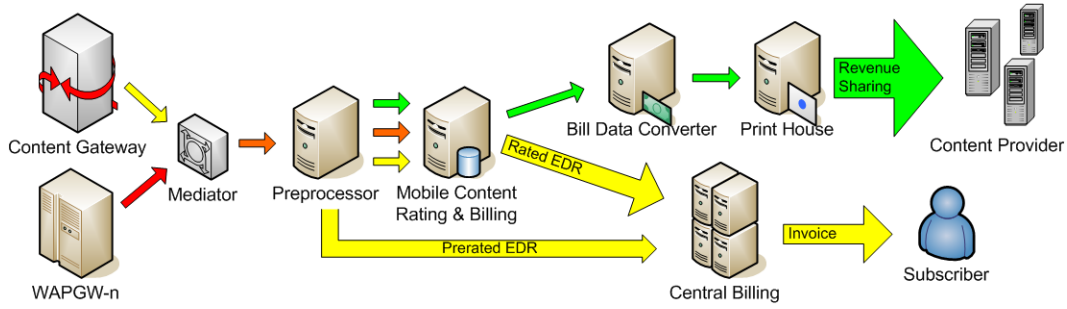 Content Gateway
WAPGW-n
Mediator
Preprocessor
Mobile Content
Rating & Billing
Bill Data Converter
Print House
Revenue
Sharing
Content Provider
Rated EDR
Prerated EDR
Central Billing
Invoice
Subscriber